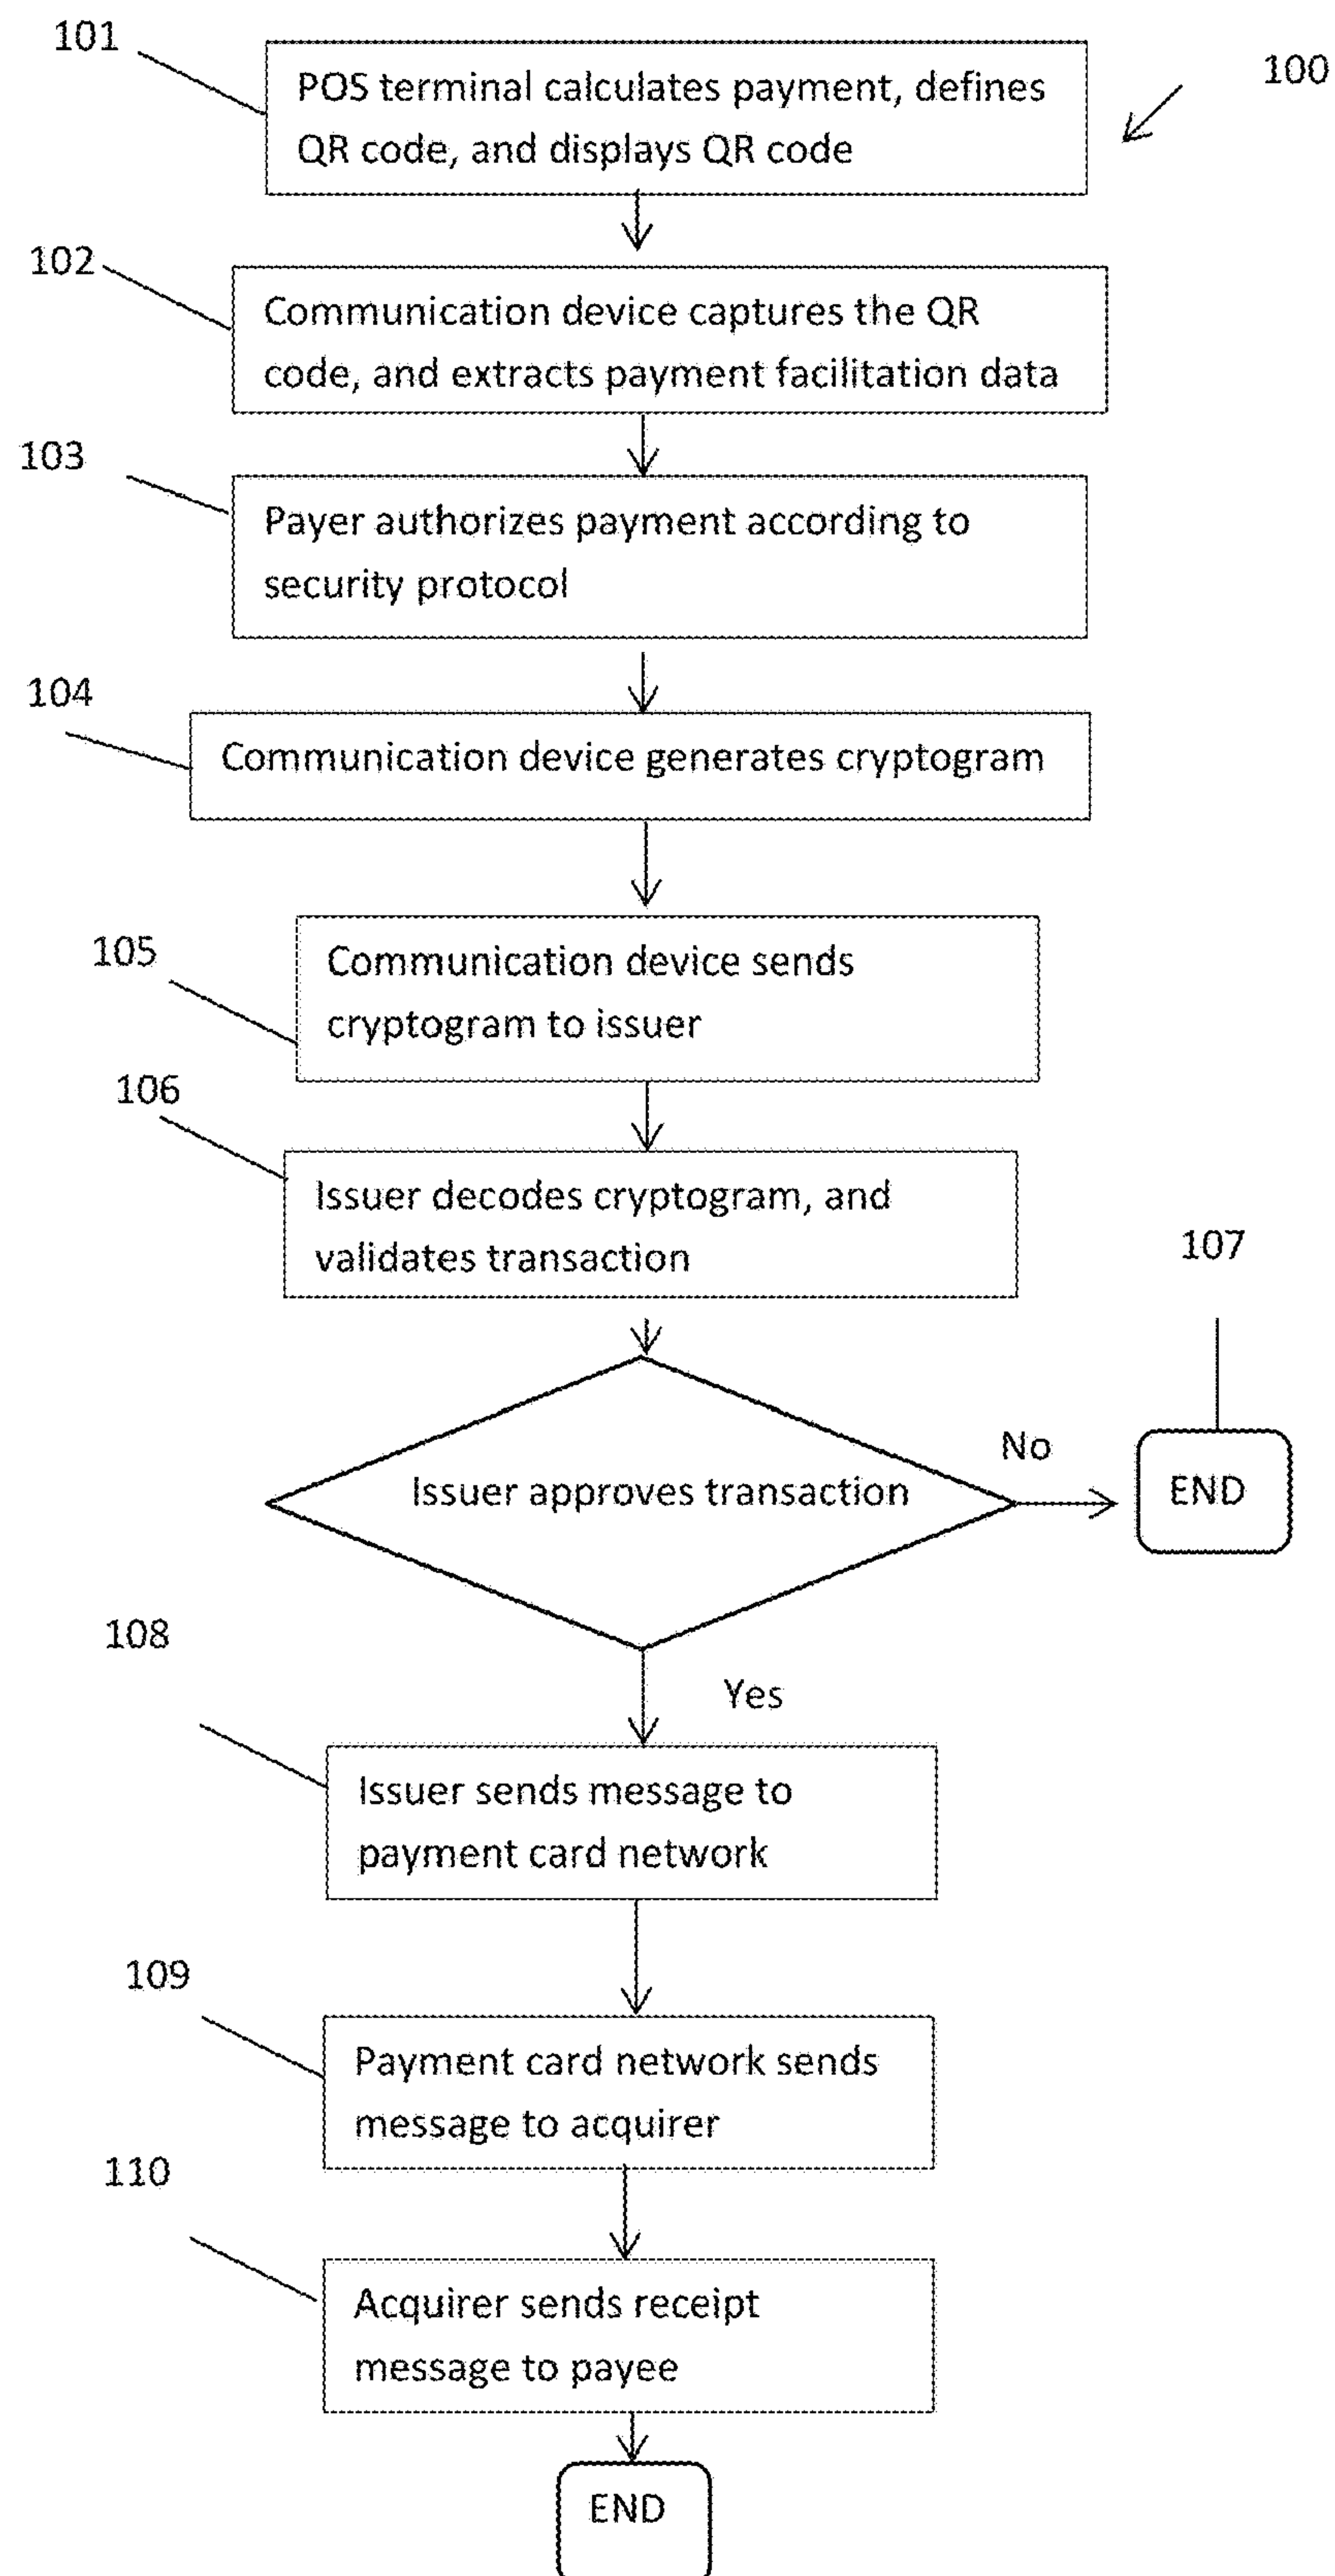 101
100
POS terminal calculates payment, defines
QR code, and displays QR code
102
Communication device captures the QR
code, and extracts payment facilitation data
103
Payer authorizes payment according to
security protocol
104
Communication device generates cryptogram
105
Communication device sends
cryptogram to issuer
106
Issuer decodes cryptogram, and
validates transaction
107
No
Issuer approves transaction
END
108
Yes
Issuer sends message to
payment card network
109
Payment card network sends
message to acquirer
110
Acquirer sends receipt
message to payee
END